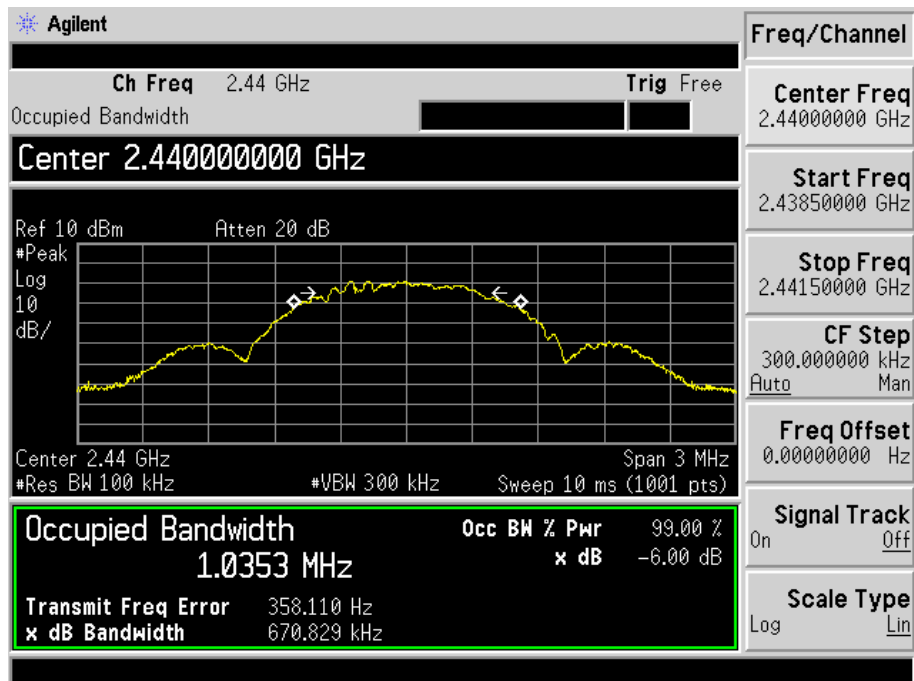 Agilent
Freq/Channel
Ch Freq 2.44 GHz Trig Free
Occupied Bandwidth
Center 2.440000000 GHz
Ref 10 dBm Atten 20 dB
#Peak
Log
10
dB/
Center 2.44 GHz Span 3 MHz
#Res BW 100 kHz #VBW 300 kHz Sweep 10 ms (1001 pts)
Occupied Bandwidth Occ BW % Pwr 99.00 %
1.0353 MHz x dB -6.00 dB
Transmit Freq Error 358.110 Hz
x dB Bandwidth 670.829 kHz
Center Freq
2.44000000 GHz
Start Freq
2.43850000 GHz
Stop Freq
2.44150000 GHz
CF Step
300.000000 kHz
Auto Man
Freq Offset
0.00000000 Hz
Signal Track
On Off
Scale Type
Log Lin